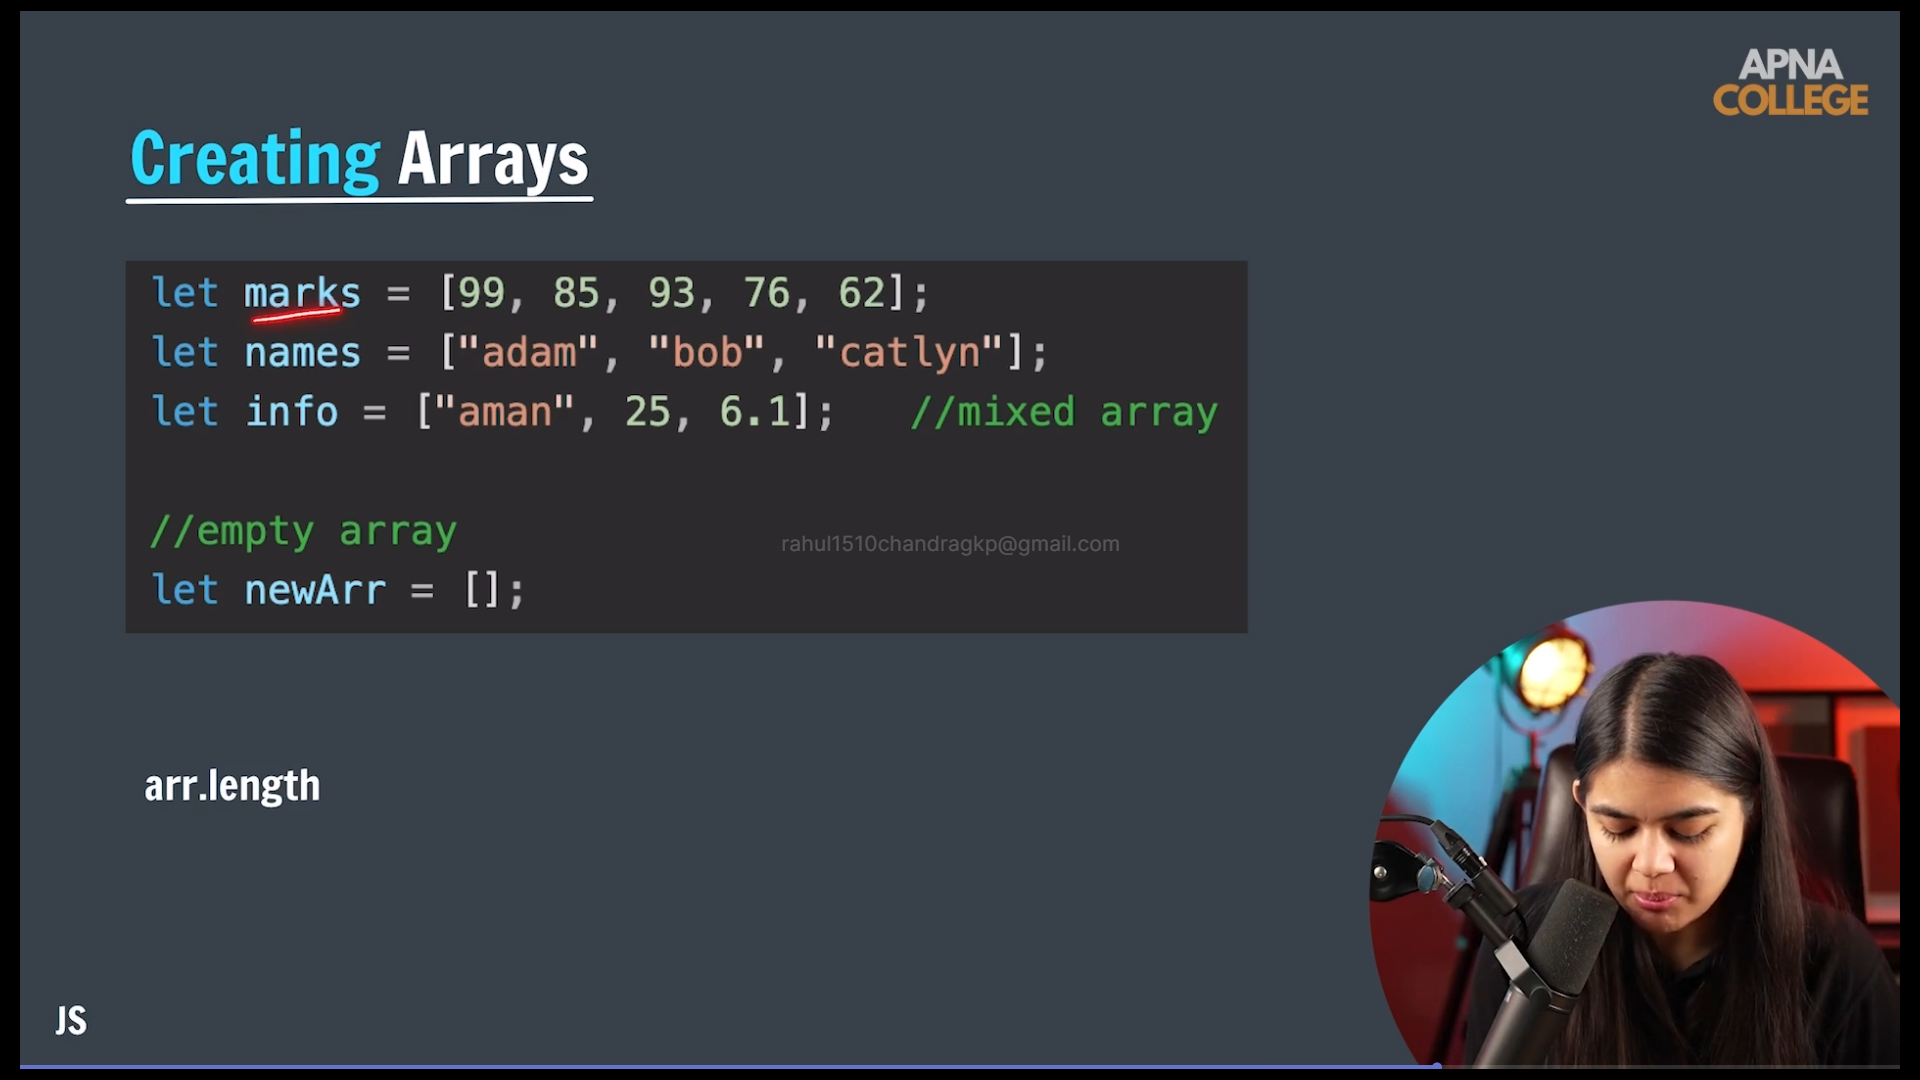 APNA
COLLEGE
Creating Arrays
let marks = [99, 85, 93, 76, 62];
let names = ["adam", "bob", "catlyn"];
let info = ["aman", 25, 6.1];   //mixed array
//empty array
rahul1510chandragkp@gmail.com
let newArr = [];
arr.length
JS